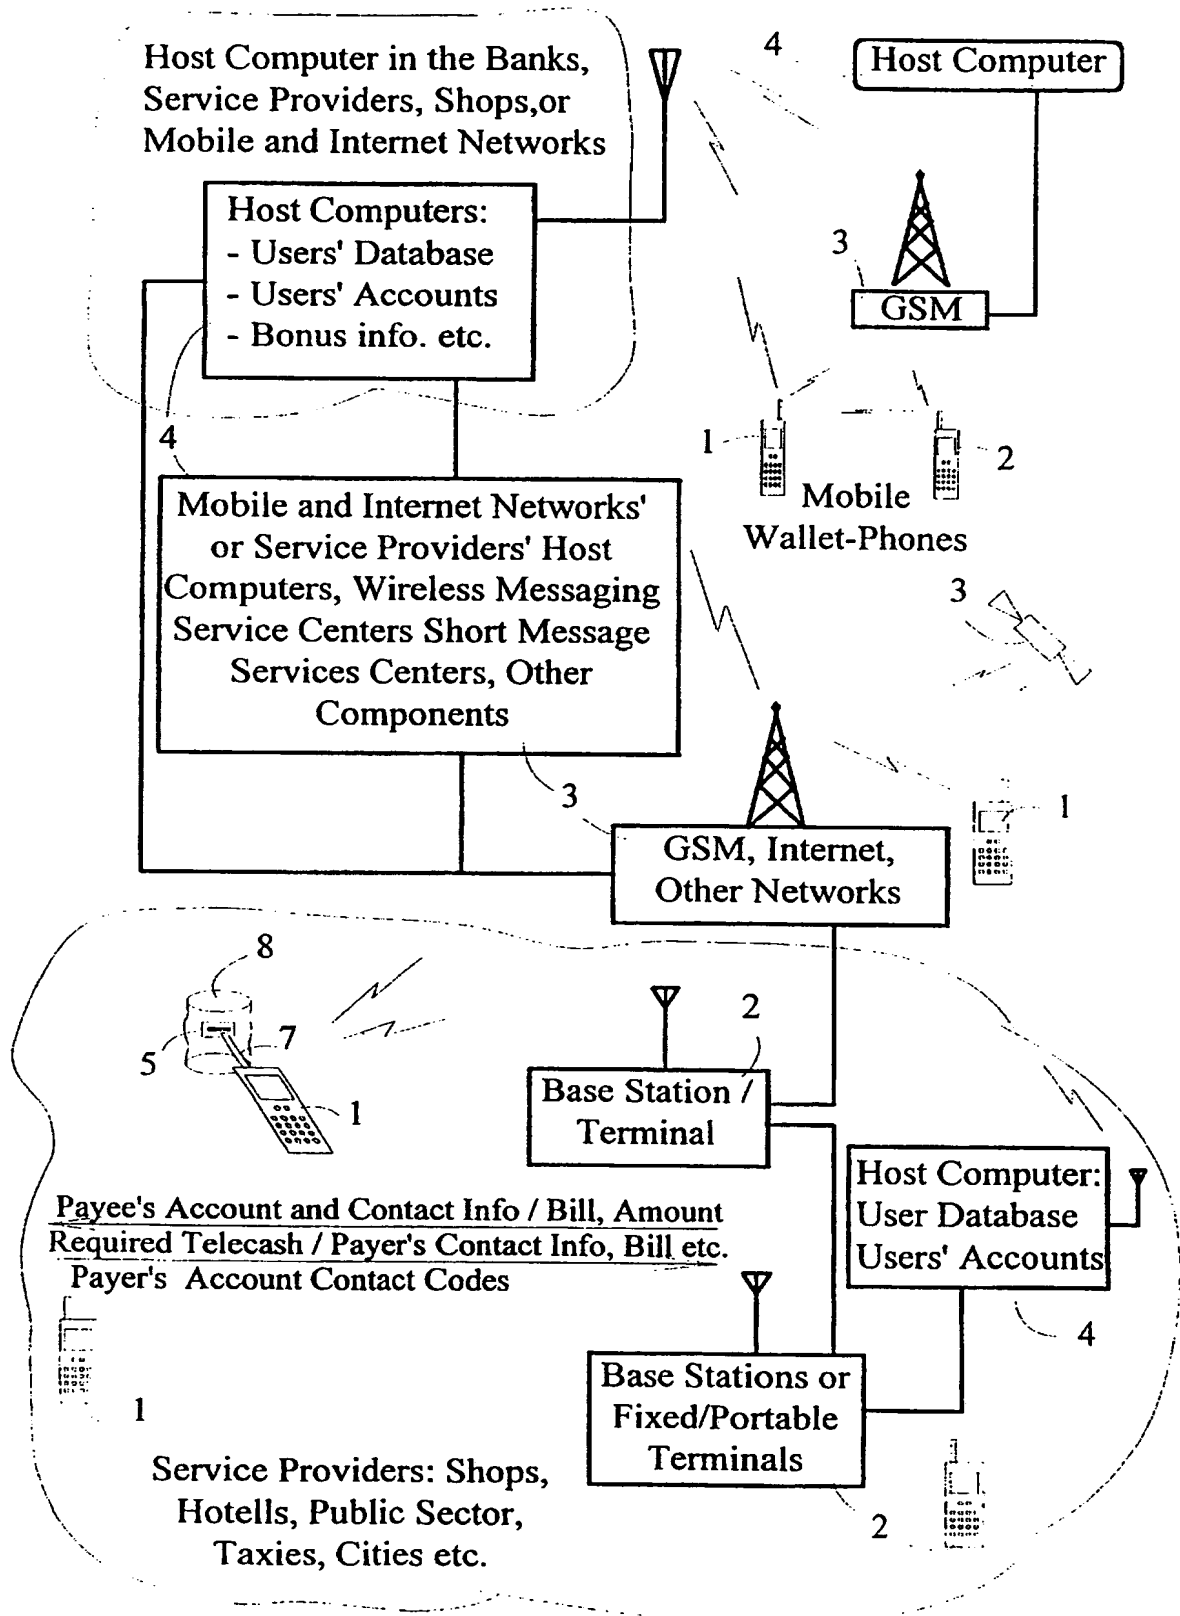 Host Computer in the Banks,
Service Providers, Shops,or
Mobile and Internet Networks
4
Host Computer
Host Computers:
- Users' Database
- Users' Accounts
- Bonus info. etc.
3
GSM
4
1
2
Mobile
Wallet-Phones
Mobile and Internet Networks'
or Service Providers' Host
Computers, Wireless Messaging
Service Centers Short Message
Services Centers, Other
Components
3
3
1
GSM, Internet,
Other Networks
8
5
7
1
2
Base Station /
Terminal
Host Computer:
User Database
Users' Accounts
4
Payee's Account and Contact Info / Bill, Amount
Required Telecash / Payer's Contact Info, Bill etc.
Payer's Account Contact Codes
1
Base Stations or
Fixed/Portable
Terminals
2
Service Providers: Shops,
Hotells, Public Sector,
Taxies, Cities etc.